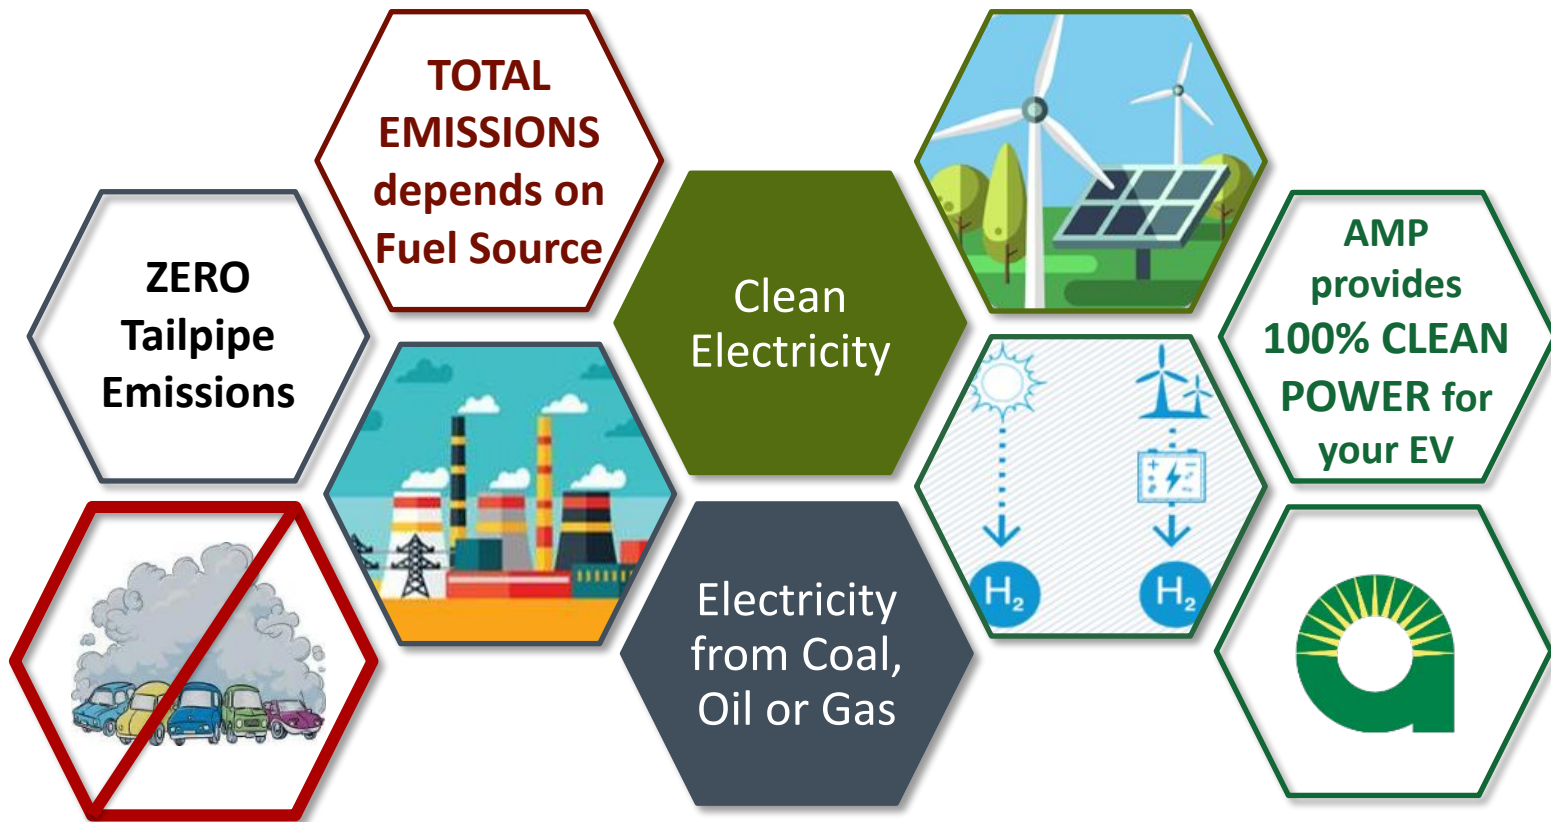 TOTAL
EMISSIONS
depends on
Fuel Source
ZERO
Tailpipe
Emissions
Clean
Electricity
Electricity
from Coal,
Oil or Gas
H₂
H₂
AMP
provides
100% CLEAN
POWER for
your EV
a